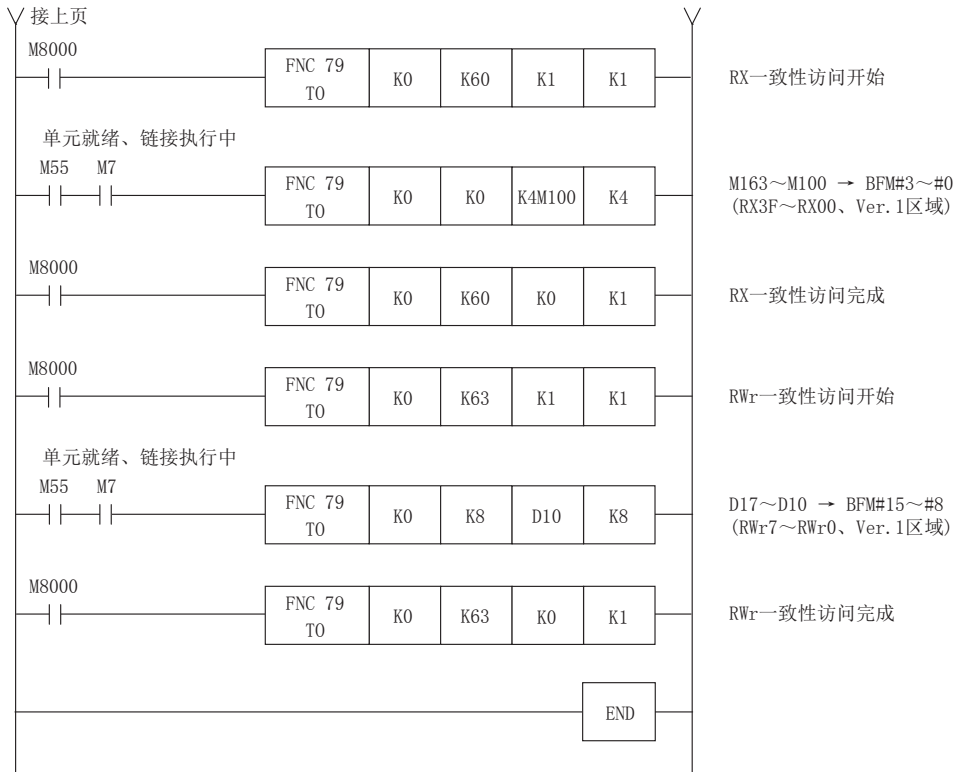 接上页
M8000
FNC 79
TO
K0
K60
K1
K1
RX一致性访问开始
单元就绪、链接执行中
M55 M7
FNC 79
TO
K0
K0
K4M100
K4
M163～M100 → BFM#3～#0
(RX3F～RX00、Ver.1区域)
M8000
FNC 79
TO
K0
K60
K0
K1
RX一致性访问完成
M8000
FNC 79
TO
K0
K63
K1
K1
RWr一致性访问开始
单元就绪、链接执行中
M55 M7
FNC 79
TO
K0
K8
D10
K8
D17～D10 → BFM#15～#8
(RWr7～RWr0、Ver.1区域)
M8000
FNC 79
TO
K0
K63
K0
K1
RWr一致性访问完成
END